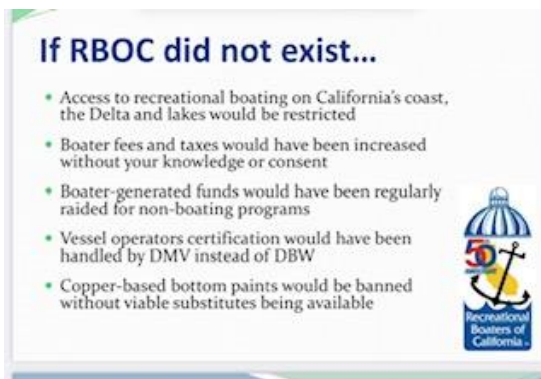 If RBOC did not exist...
• Access to recreational boating on California's coast,
the Delta and lakes would be restricted
• Boater fees and taxes would have been increased
without your knowledge or consent
• Boater-generated funds would have been regularly
raided for non-boating programs
• Vessel operators certification would have been
handled by DMV instead of DBW
• Copper-based bottom paints would be banned
without viable substitutes being available
50
Recreational
Boaters of
California